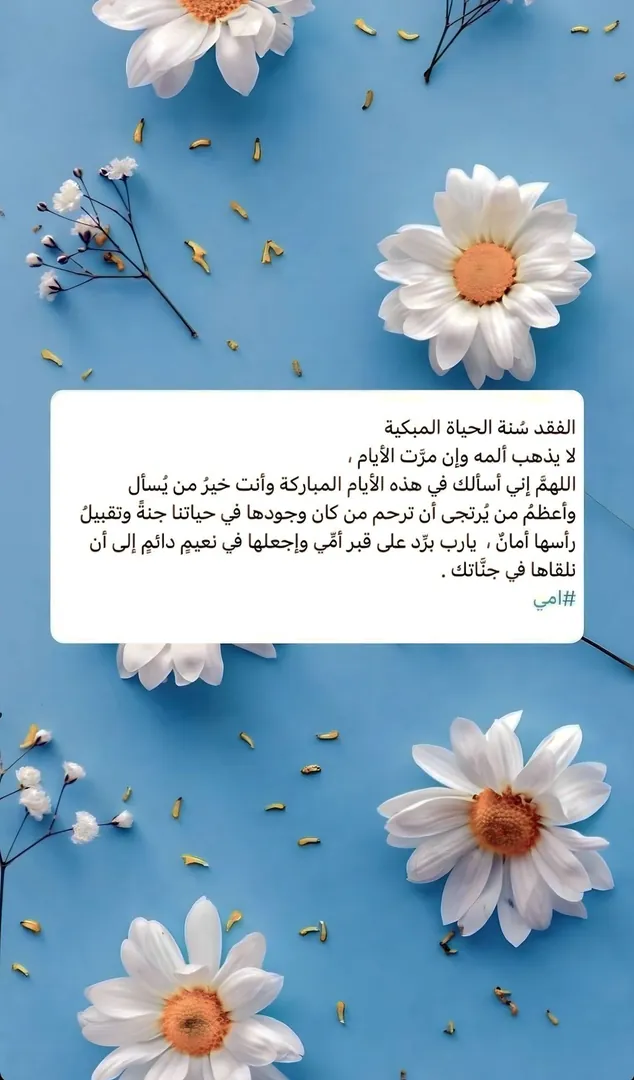 الفقد سُنة الحياة المبكية
لا يذهب ألمه وإن مرَّت الأيام ،
اللهمَّ إني أسألك في هذه الأيام المباركة وأنت خيرُ من يُسأل
وأعظمُ من يُرتجى أن ترحم من كان وجودها في حياتنا جنةً وتقبيلُ
رأسها أمانٌ ، يارب برِّد على قبر أمِّي وإجعلها في نعيمٍ دائمٍ إلى أن
نلقاها في جنَّاتك .
#امي